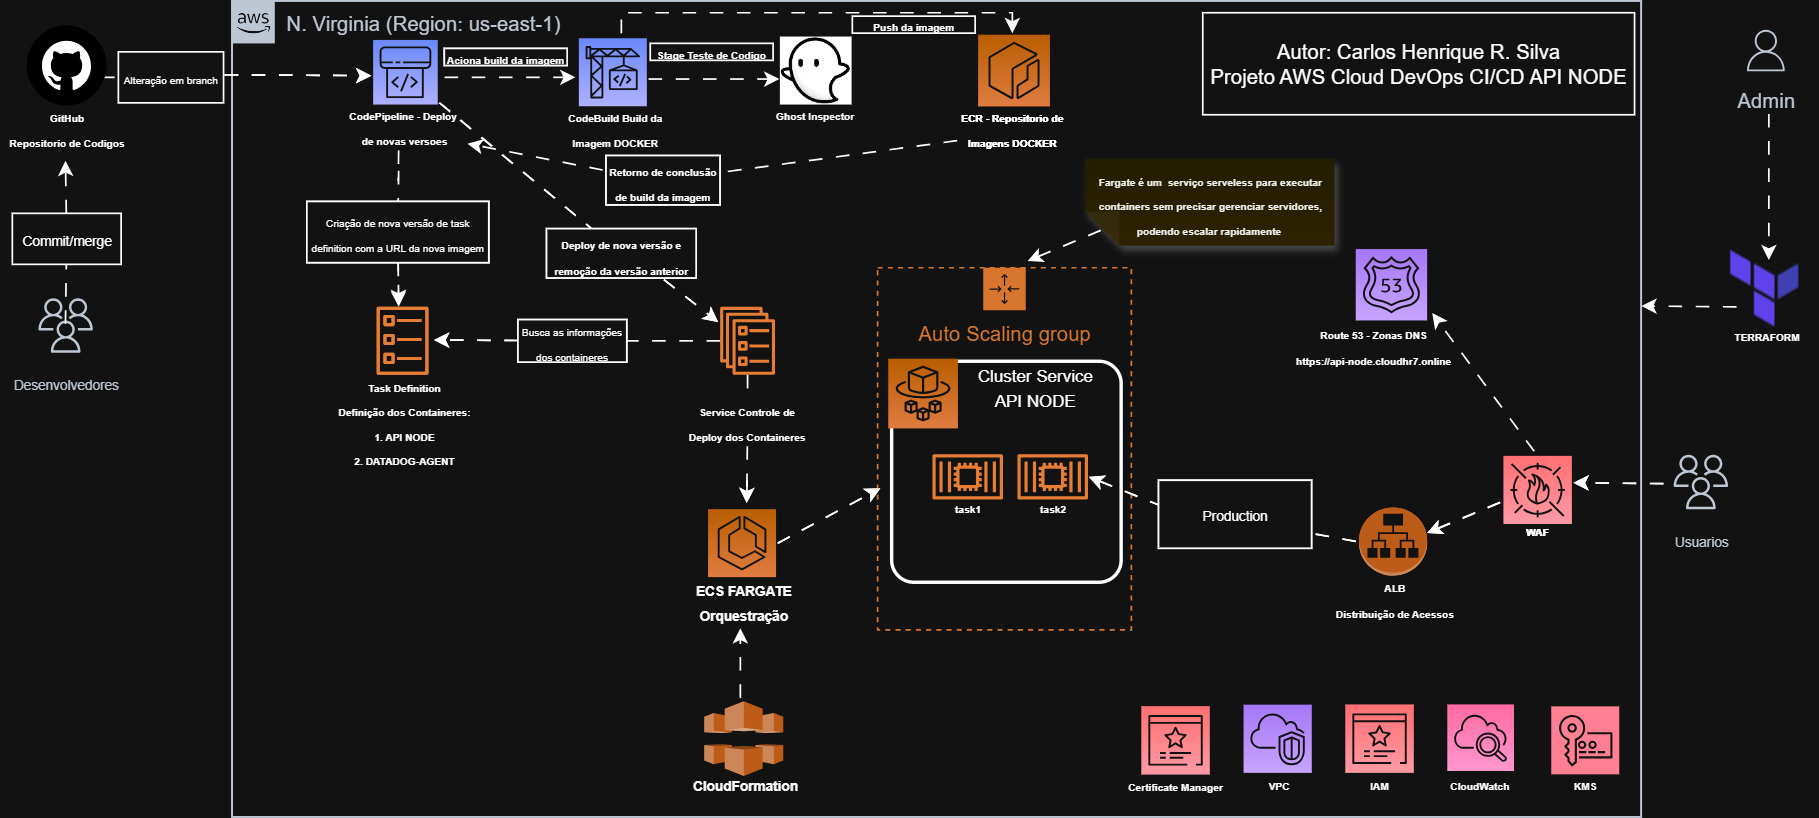 aws
N. Virginia (Region: us-east-1)
Autor: Carlos Henrique R. Silva
Projeto AWS Cloud DevOps CI/CD API NODE
GitHub
Repositorio de Codigos
Alteração em branch
Commit/merge
Desenvolvedores
CodePipeline - Deploy
de novas versoes
Aciona build da imagem
CodeBuild Build da
Imagem DOCKER
Stage Teste de Codigo
Ghost Inspector
Push da imagem
ECR - Repositorio de
Imagens DOCKER
Retorno de conclusão
de build da imagem
Criação de nova versão de task
definition com a URL da nova imagem
Deploy de nova versão e
remoção da versão anterior
Task Definition
Definição dos Containeres:
1. API NODE
2. DATADOG-AGENT
Busca as informações
dos containeres
Service Controle de
Deploy dos Containeres
ECS FARGATE
Orquestração
CloudFormation
Fargate é um serviço serveless para executar
containers sem precisar gerenciar servidores,
podendo escalar rapidamente
Auto Scaling group
Cluster Service
API NODE
task1
task2
Production
53
Route 53 - Zonas DNS
https://api-node.cloudhr7.online
WAF
ALB
Distribuição de Acessos
Admin
TERRAFORM
Usuarios
Certificate Manager
VPC
IAM
CloudWatch
KMS